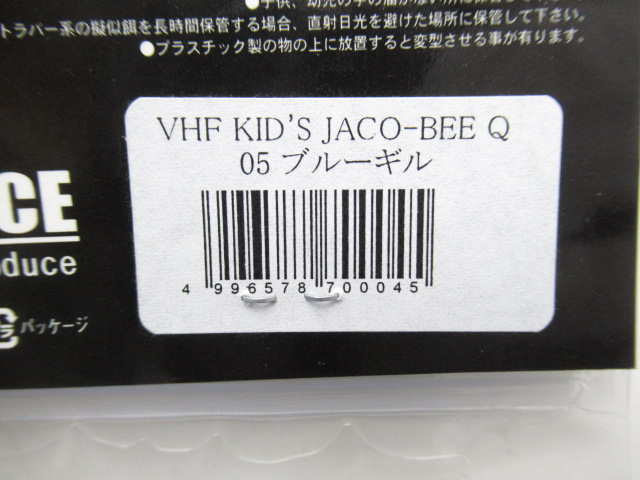 トラバー系の擬似餌を長時間保管する場合、直射日光を避けた場所に保管して下さい。
●プラスチック製の物の上に放置すると変型させる事が有ります。
VHF KID'S JACO-BEE Q
05 ブルーギル
4 996578 700045
CE
oduce
プラ パッケージ